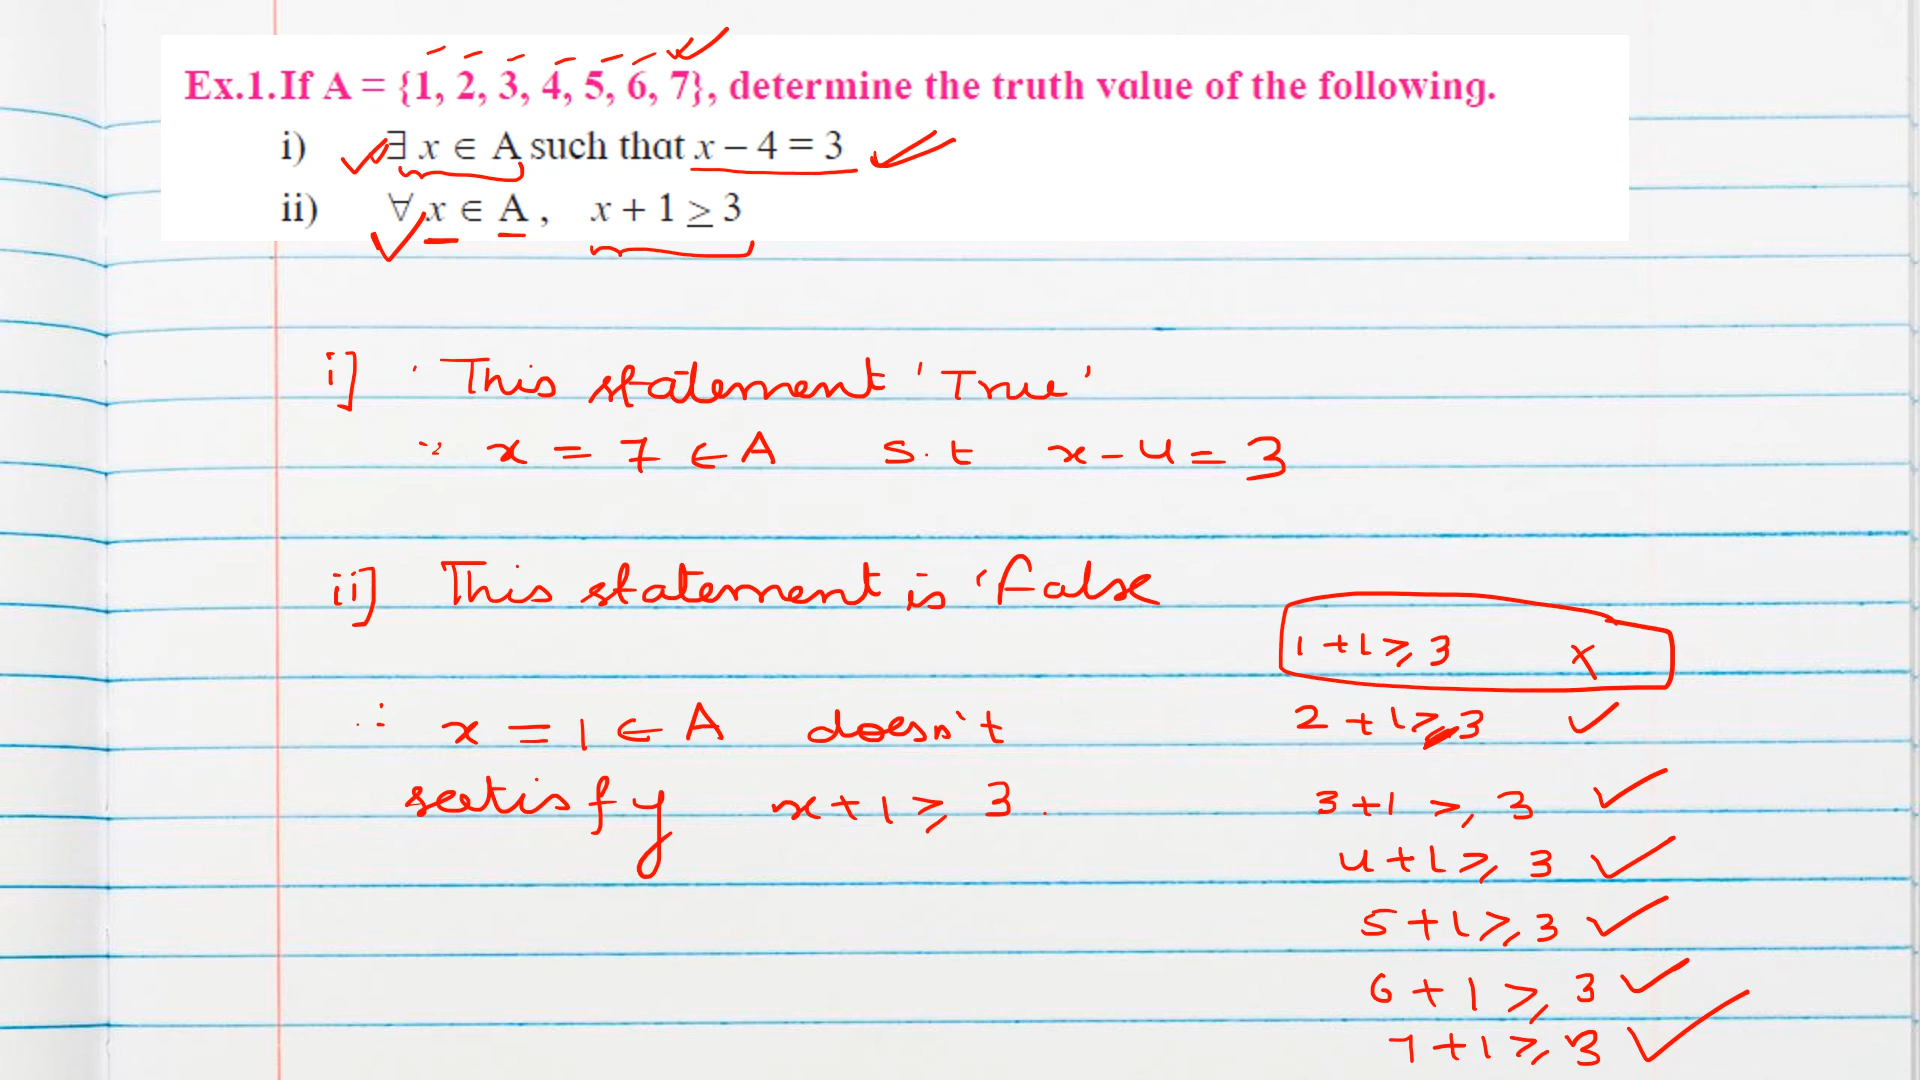 Ex.1. If A = {1, 2, 3, 4, 5, 6, 7}, determine the truth value of the following.
i) ∃ x ∈ A such that x – 4 = 3
ii) ∀ x ∈ A , x + 1 ≥ 3
i] This statement 'True'
∵ x = 7 ∈ A s.t x - 4 = 3
ii] This statement is 'false
1 + 1 ≥ 3 x
∴ x = 1 ∈ A doesn't
2 + 1 ≥ 3 ✓
satisfy x + 1 ≥ 3 .
3 + 1 ≥ 3 ✓
4 + 1 ≥ 3 ✓
5 + 1 ≥ 3 ✓
6 + 1 ≥ 3 ✓
7 + 1 ≥ 3 ✓